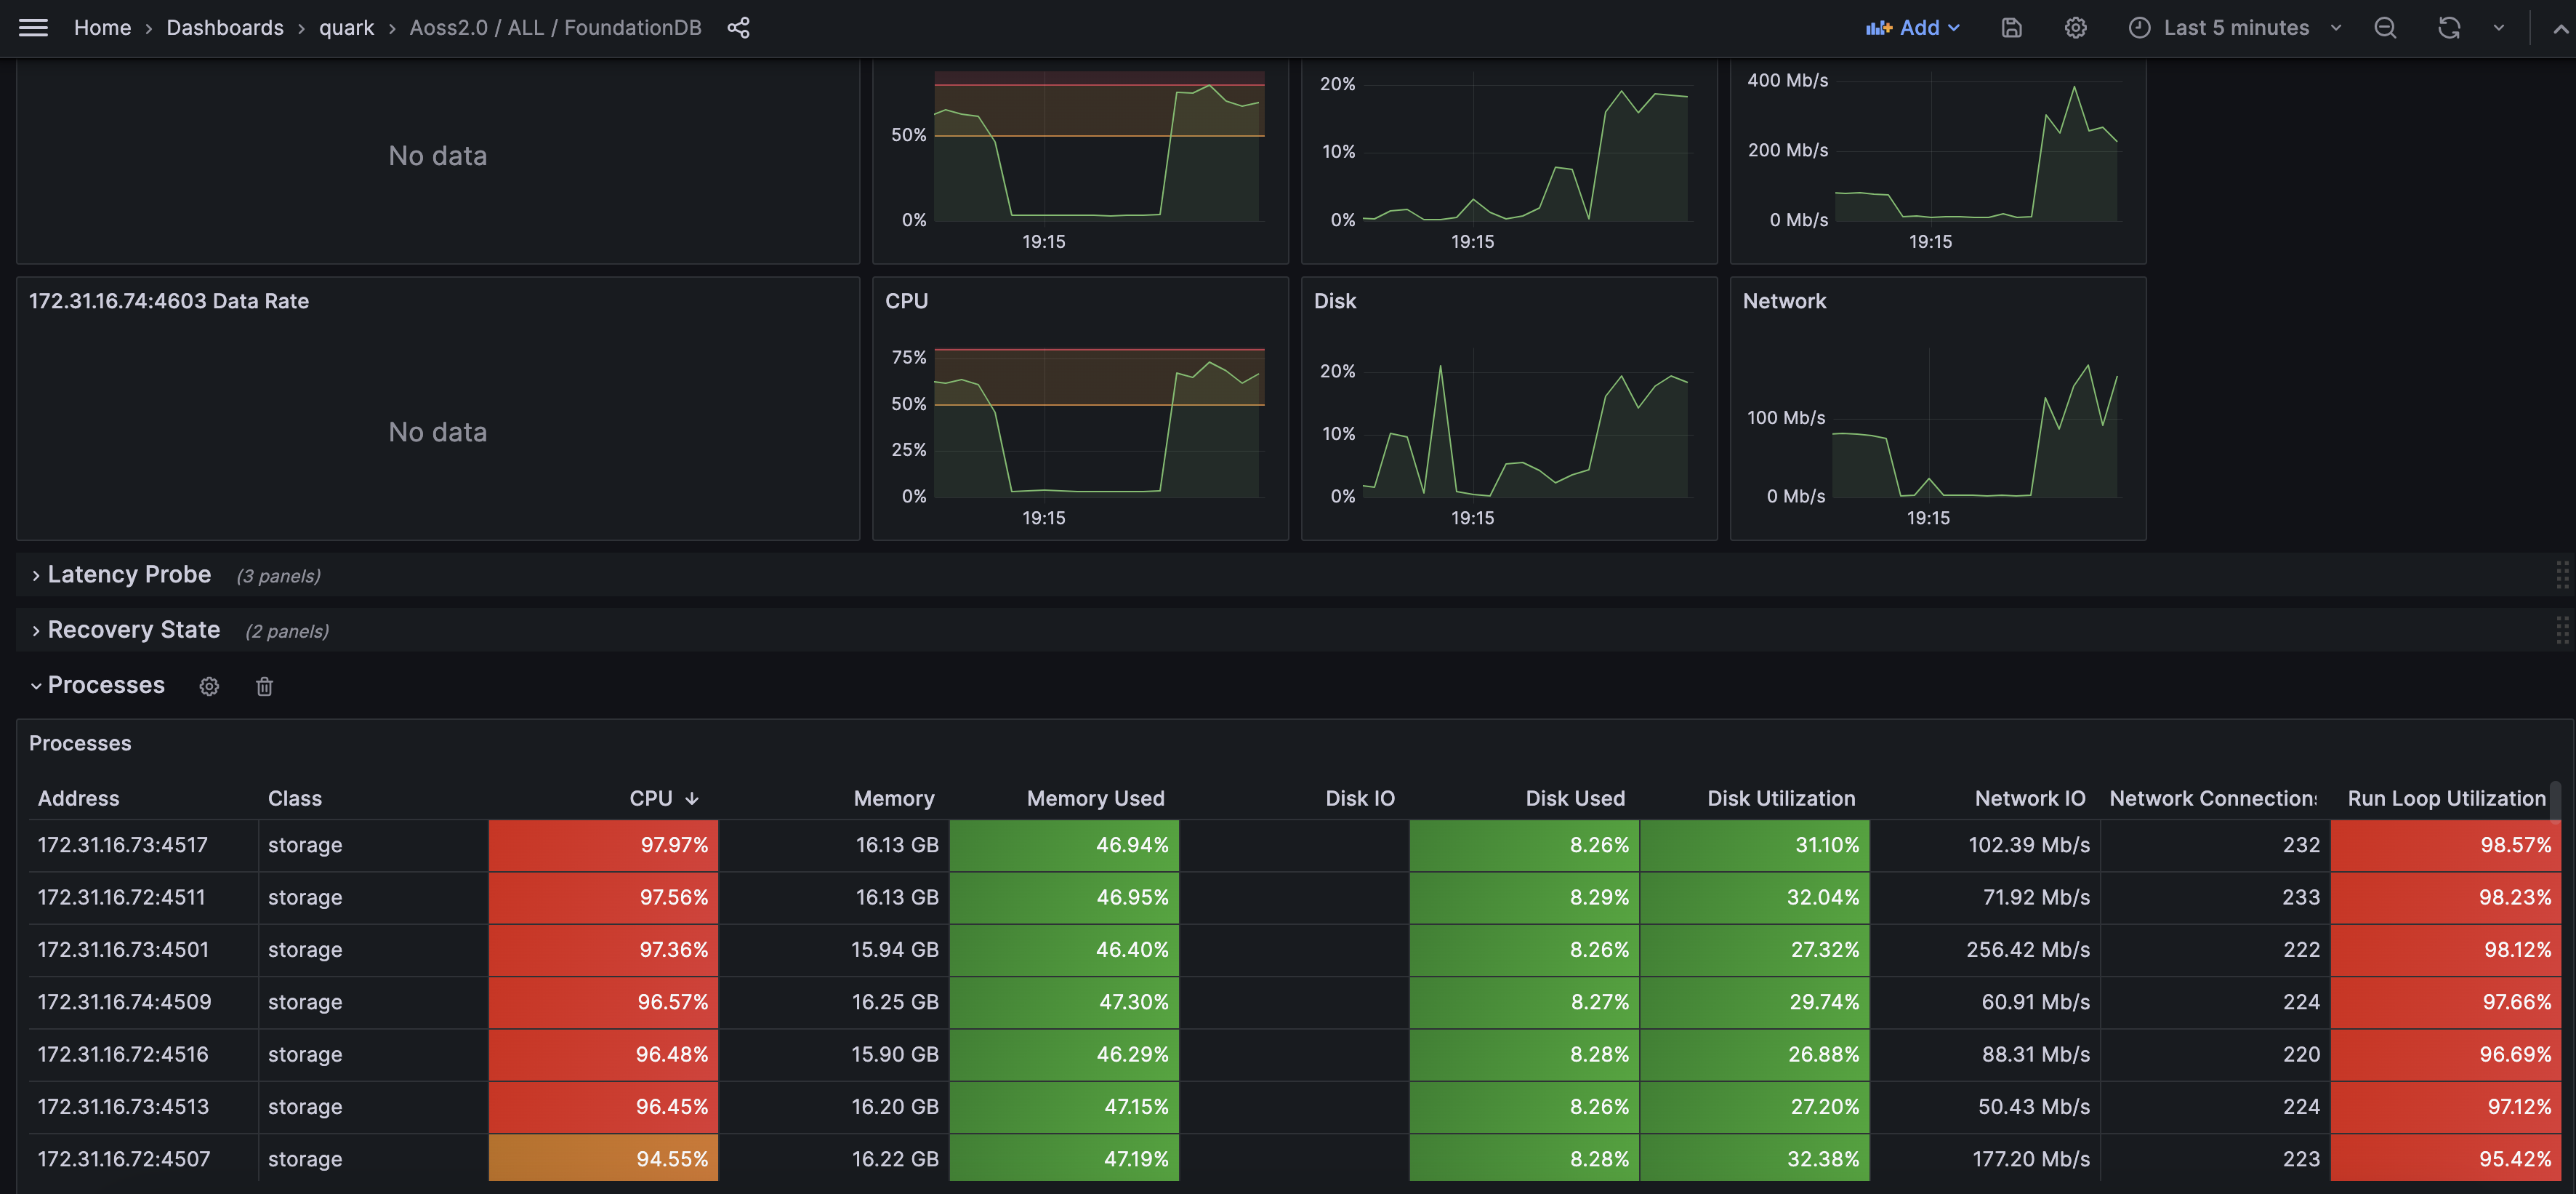 Home › Dashboards › quark › Aoss2.0 / ALL / FoundationDB
Add
Last 5 minutes
No data
50%
0%
19:15
20%
10%
0%
19:15
400 Mb/s
200 Mb/s
0 Mb/s
19:15
172.31.16.74:4603 Data Rate
No data
CPU
75%
50%
25%
0%
19:15
Disk
20%
10%
0%
19:15
Network
100 Mb/s
0 Mb/s
19:15
Latency Probe (3 panels)
Recovery State (2 panels)
Processes
Processes
Address Class CPU Memory Memory Used Disk IO Disk Used Disk Utilization Network IO Network Connections Run Loop Utilization
172.31.16.73:4517 storage 97.97% 16.13 GB 46.94% 8.26% 31.10% 102.39 Mb/s 232 98.57%
172.31.16.72:4511 storage 97.56% 16.13 GB 46.95% 8.29% 32.04% 71.92 Mb/s 233 98.23%
172.31.16.73:4501 storage 97.36% 15.94 GB 46.40% 8.26% 27.32% 256.42 Mb/s 222 98.12%
172.31.16.74:4509 storage 96.57% 16.25 GB 47.30% 8.27% 29.74% 60.91 Mb/s 224 97.66%
172.31.16.72:4516 storage 96.48% 15.90 GB 46.29% 8.28% 26.88% 88.31 Mb/s 220 96.69%
172.31.16.73:4513 storage 96.45% 16.20 GB 47.15% 8.26% 27.20% 50.43 Mb/s 224 97.12%
172.31.16.72:4507 storage 94.55% 16.22 GB 47.19% 8.28% 32.38% 177.20 Mb/s 223 95.42%